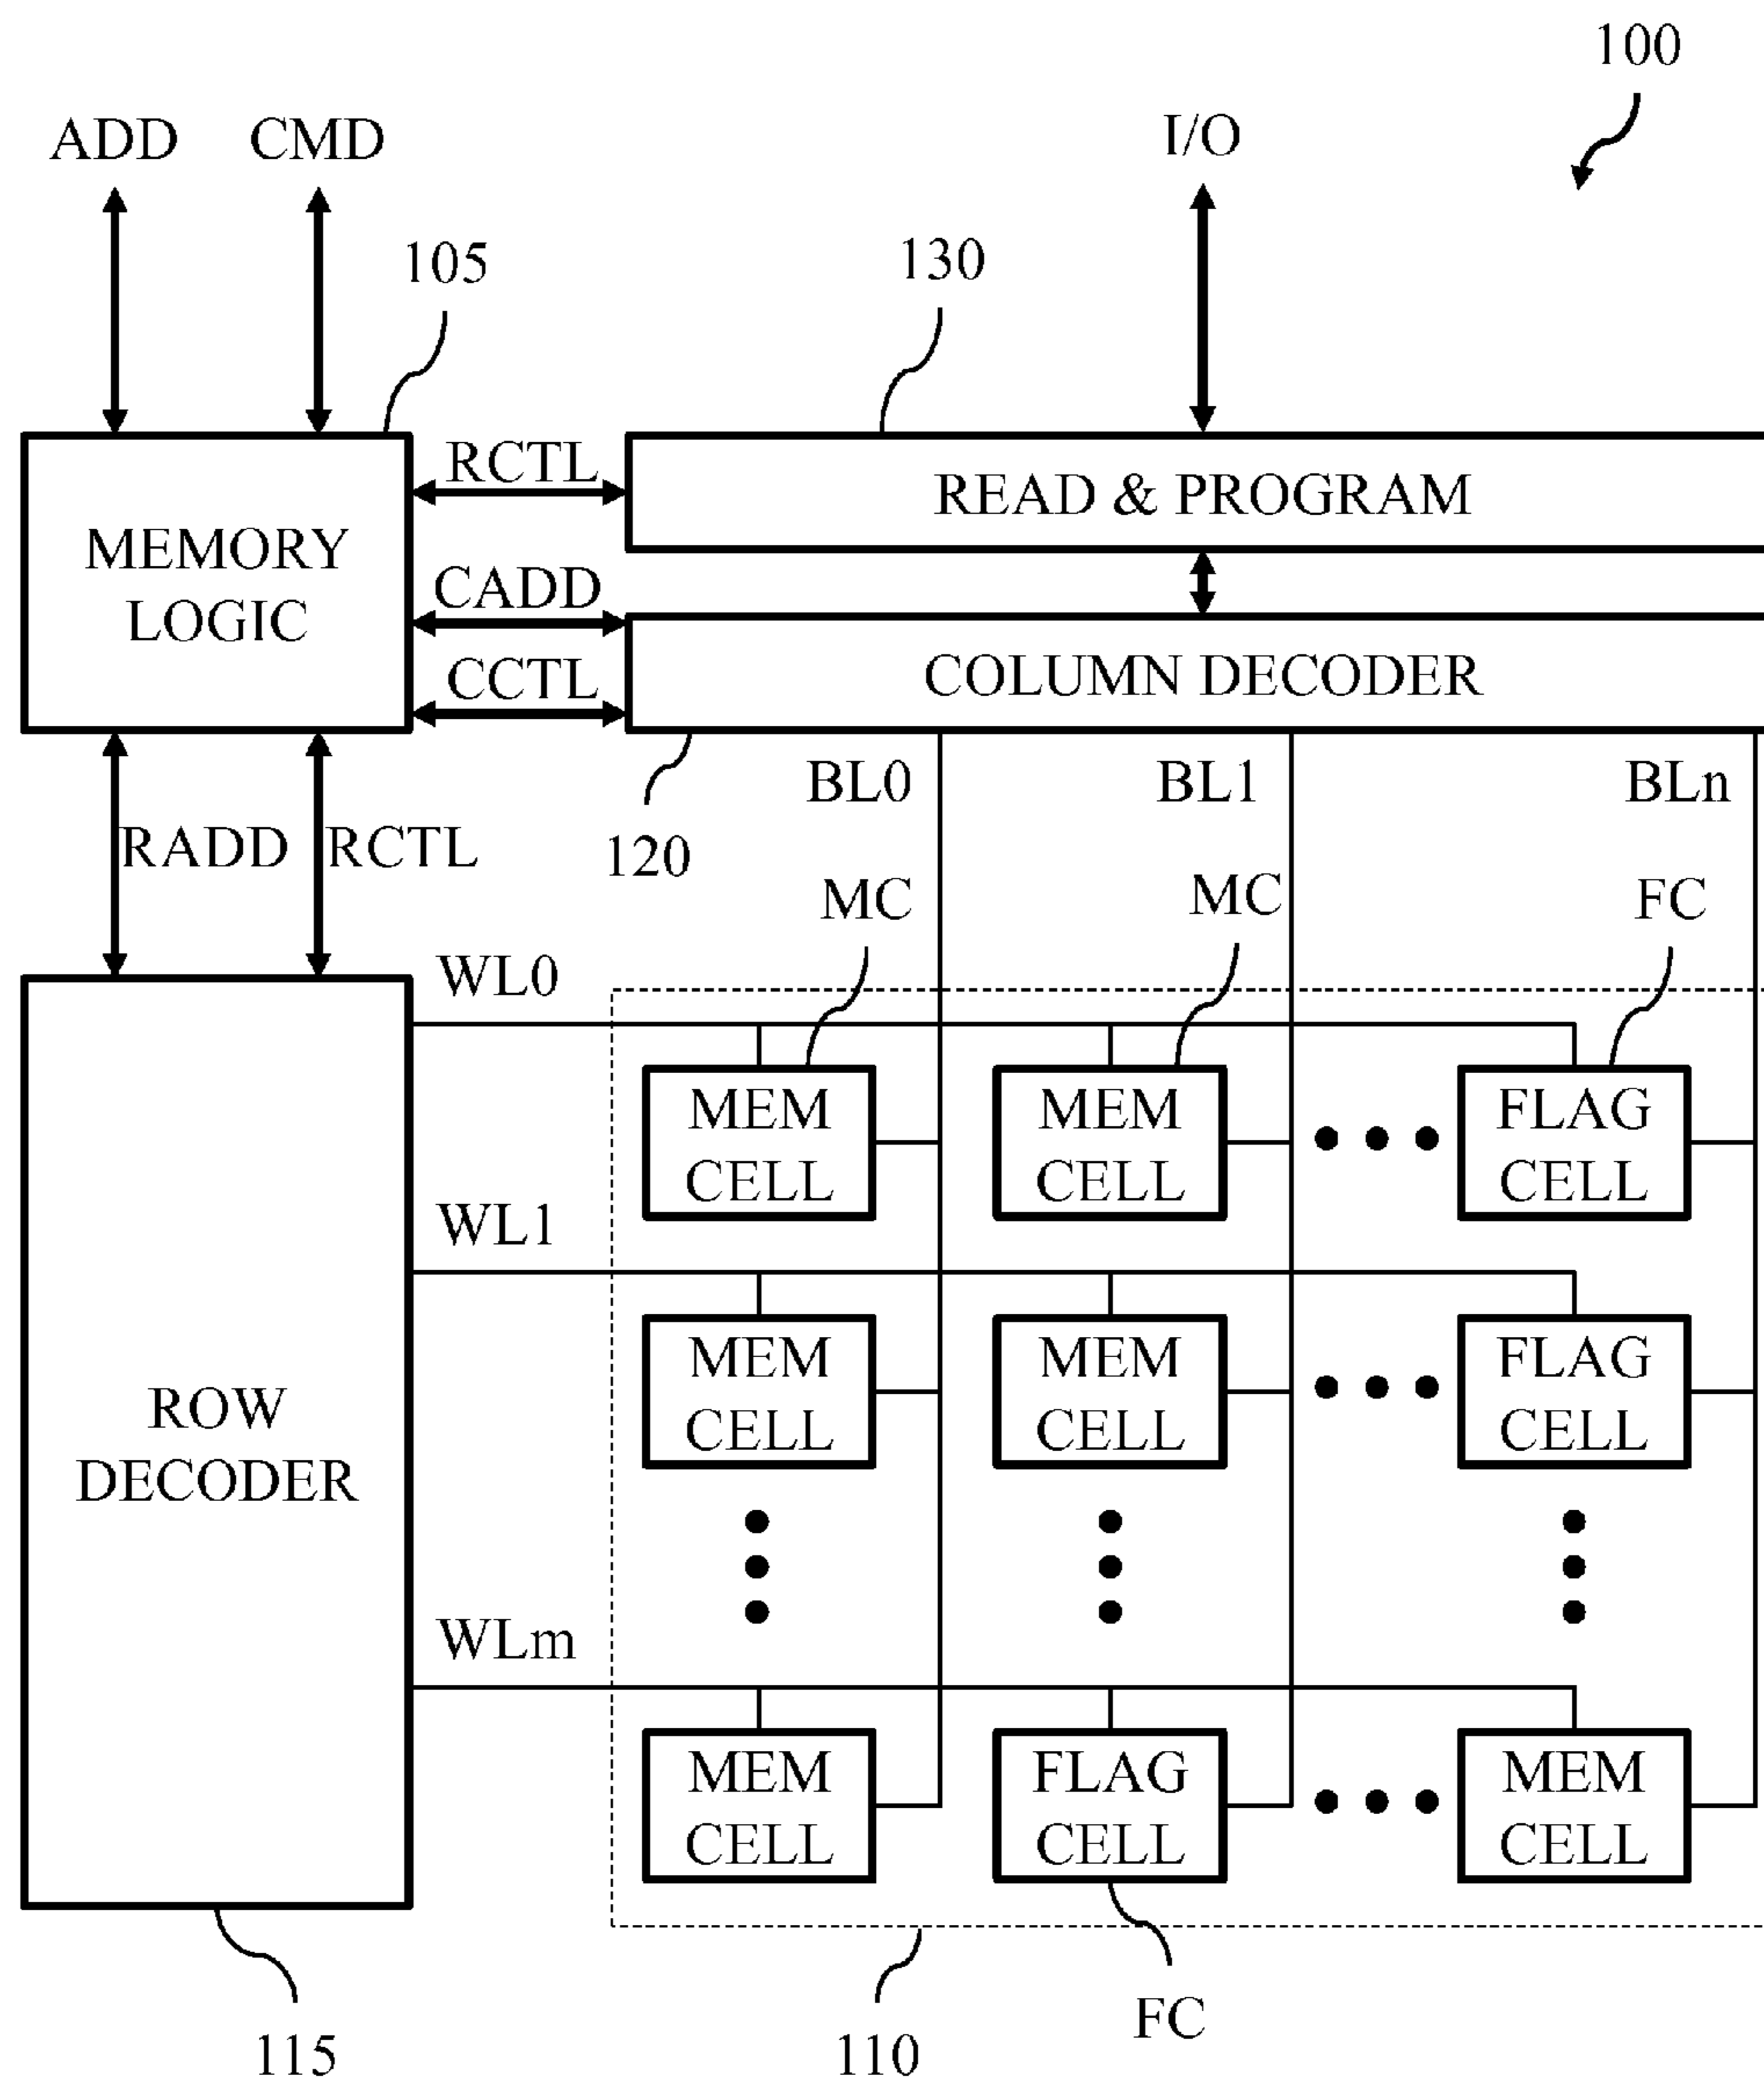 100
ADD
CMD
I/O
105
130
RCTL
READ & PROGRAM
MEMORY
LOGIC
CADD
CCTL
COLUMN DECODER
BL0
BL1
BLn
RADD
RCTL
120
MC
MC
FC
WL0
MEM
CELL
MEM
CELL
FLAG
CELL
WL1
MEM
CELL
MEM
CELL
FLAG
CELL
ROW
DECODER
WLm
MEM
CELL
FLAG
CELL
MEM
CELL
115
110
FC